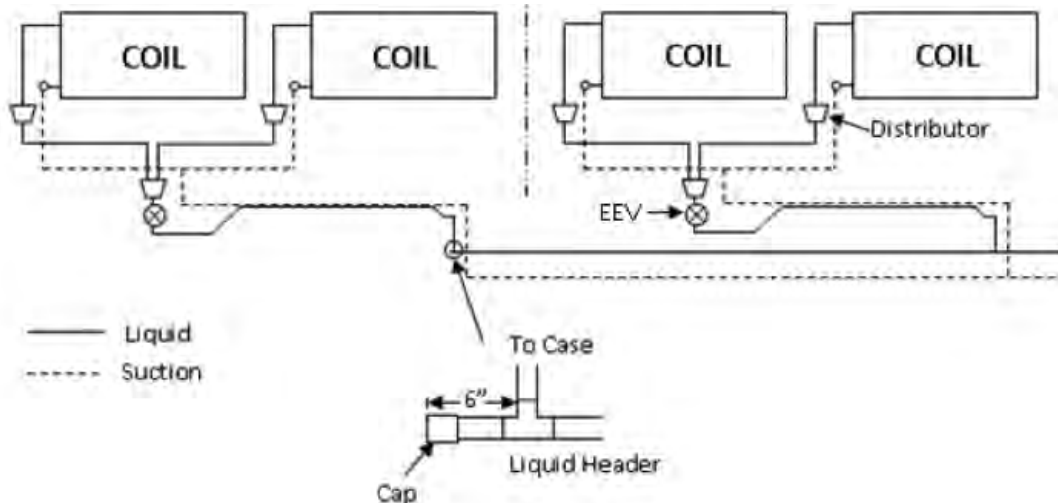 COIL
COIL
COIL
COIL
Distributor
EEV
Liquid
Suction
To Case
6”
Liquid Header
Cap